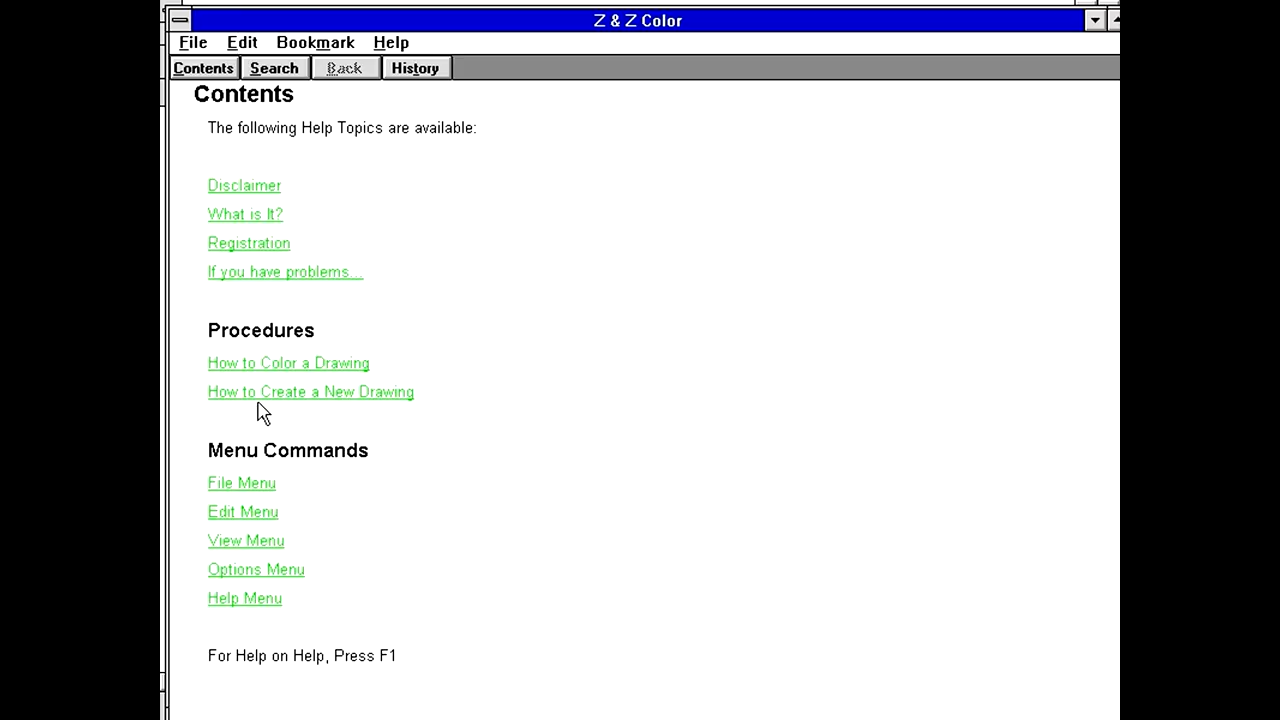 Z & Z Color
File Edit Bookmark Help
Contents Search Back History
Contents
The following Help Topics are available:
Disclaimer
What is It?
Registration
If you have problems...
Procedures
How to Color a Drawing
How to Create a New Drawing
Menu Commands
File Menu
Edit Menu
View Menu
Options Menu
Help Menu
For Help on Help, Press F1